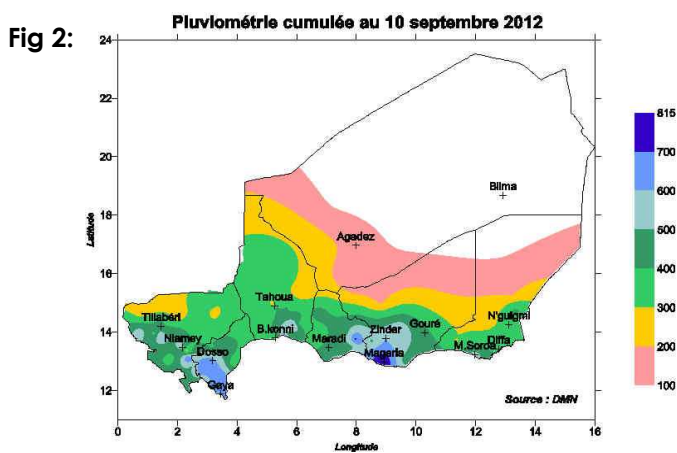 Fig 2:
Pluviométrie cumulée au 10 septembre 2012
24
22
20
18
16
14
12
Latitude
0
2
4
6
8
10
12
14
16
Longitude
Bilma
Agadez
Tahoua
Tillabéri
N'guigmi
B.konni
Niamey
Maradi
Zinder
Gouré
Dosso
Magaria
M.Soroa
Diffa
Gaya
Source : DMN
815
700
600
500
400
300
200
100